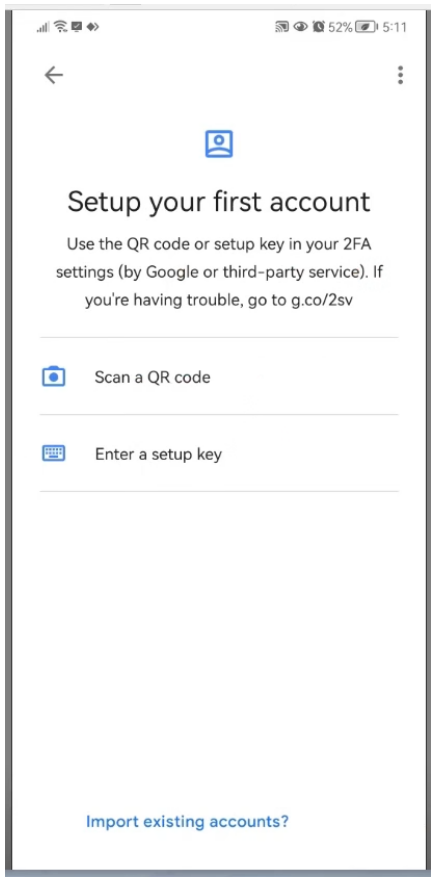 52% 5:11
Setup your first account
Use the QR code or setup key in your 2FA
settings (by Google or third-party service). If
you're having trouble, go to g.co/2sv
Scan a QR code
Enter a setup key
Import existing accounts?